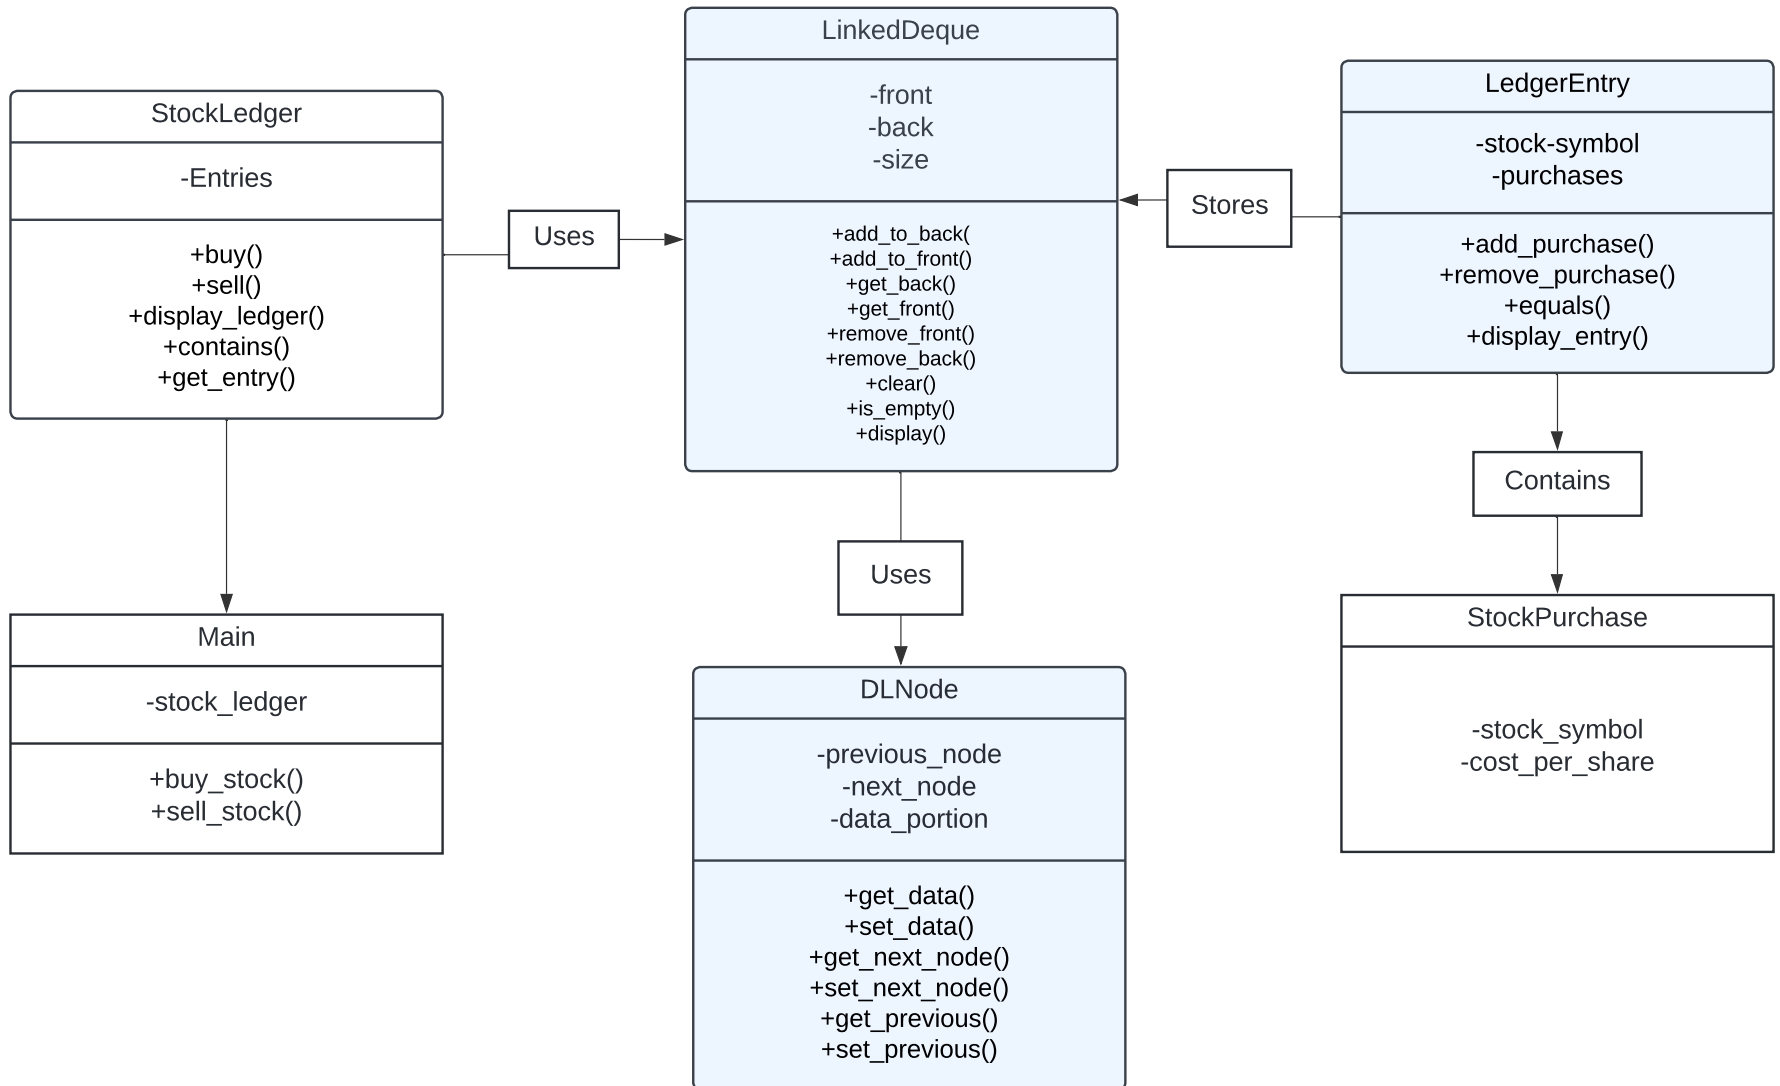 StockLedger
-Entries
+buy()
+sell()
+display_ledger()
+contains()
+get_entry()
Uses
LinkedDeque
-front
-back
-size
+add_to_back(
+add_to_front()
+get_back()
+get_front()
+remove_front()
+remove_back()
+clear()
+is_empty()
+display()
Stores
LedgerEntry
-stock-symbol
-purchases
+add_purchase()
+remove_purchase()
+equals()
+display_entry()
Contains
Uses
Main
-stock_ledger
+buy_stock()
+sell_stock()
DLNode
-previous_node
-next_node
-data_portion
+get_data()
+set_data()
+get_next_node()
+set_next_node()
+get_previous()
+set_previous()
StockPurchase
-stock_symbol
-cost_per_share